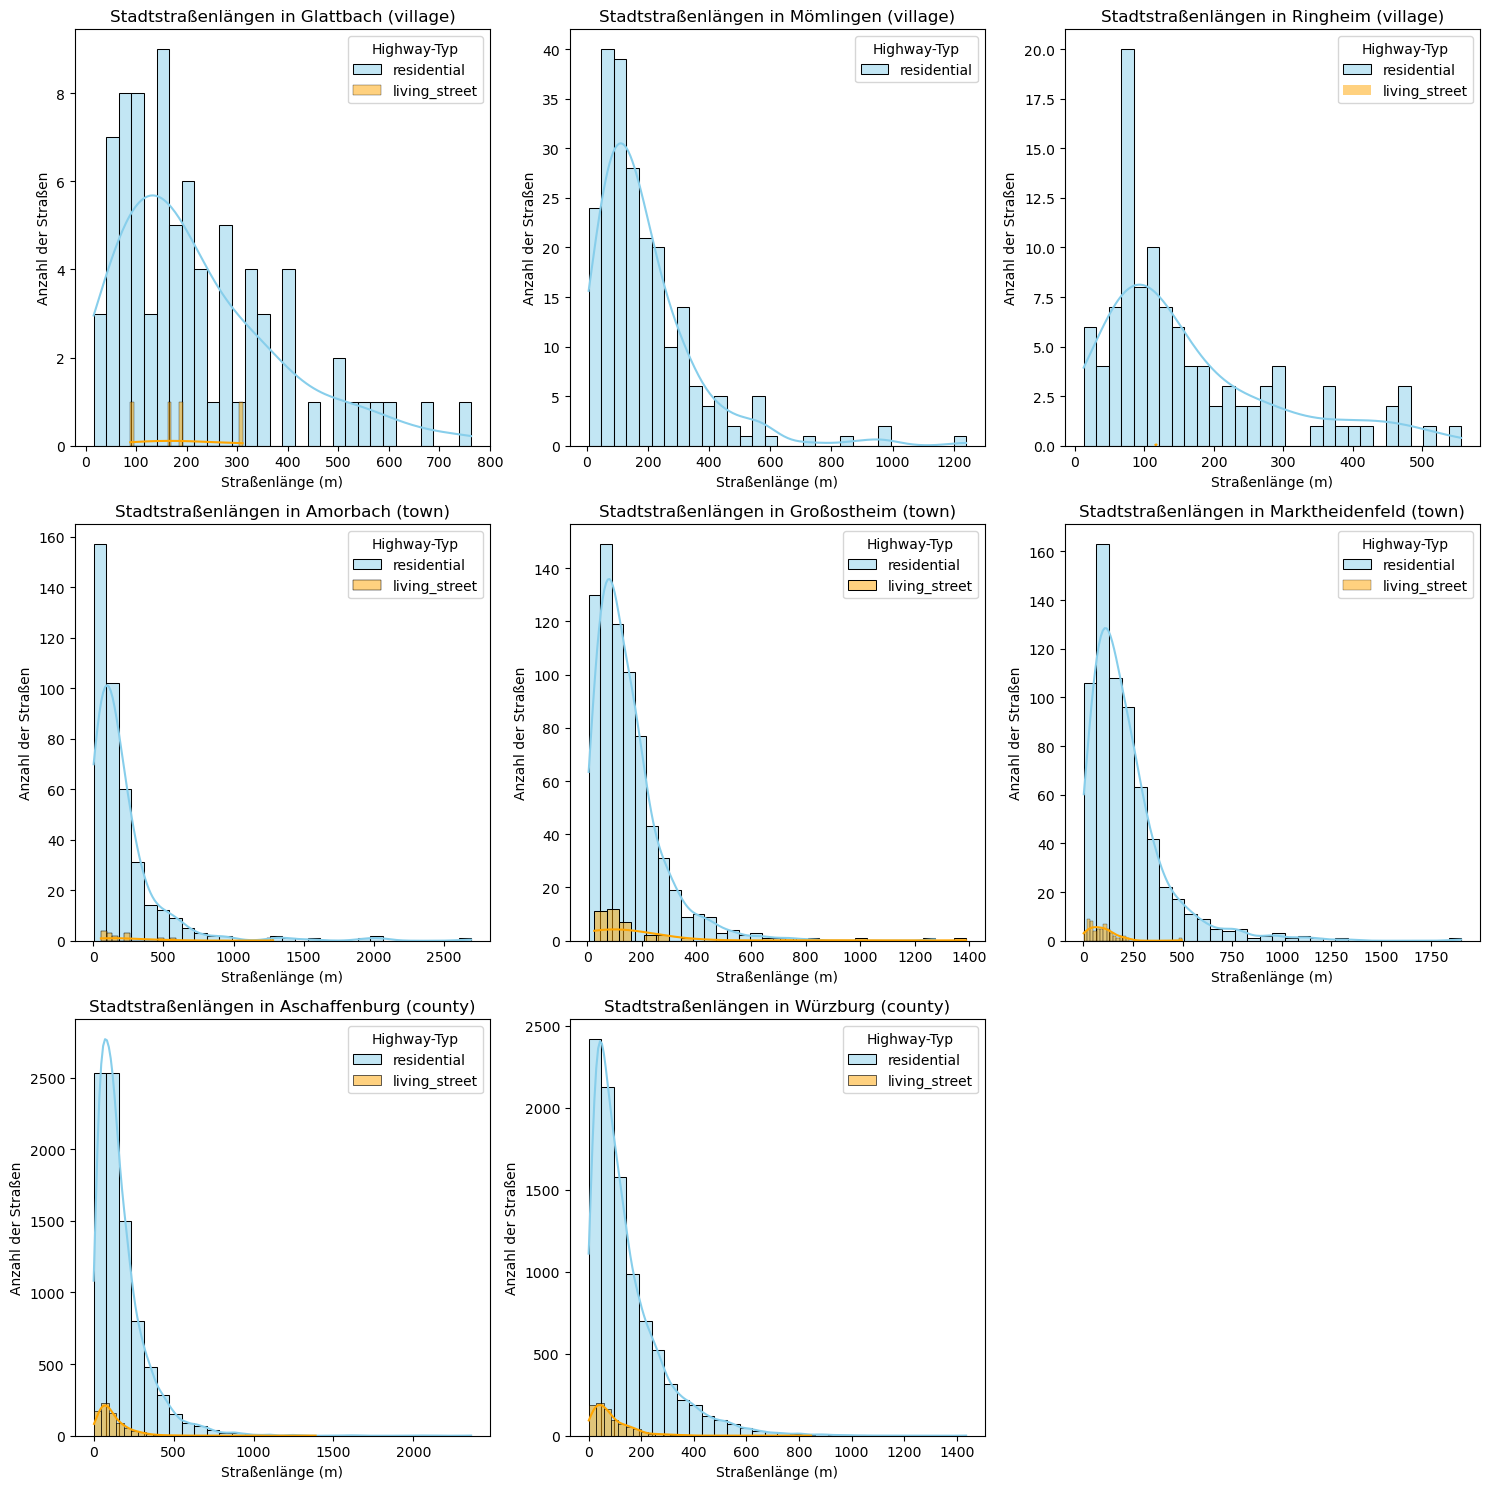 Stadtstraßenlängen in Glattbach (village)
Highway-Typ
residential
living_street
Anzahl der Straßen
8
6
4
2
0
0 100 200 300 400 500 600 700 800
Straßenlänge (m)
Stadtstraßenlängen in Mömlingen (village)
Highway-Typ
residential
Anzahl der Straßen
40
35
30
25
20
15
10
5
0
0 200 400 600 800 1000 1200
Straßenlänge (m)
Stadtstraßenlängen in Ringheim (village)
Highway-Typ
residential
living_street
Anzahl der Straßen
20.0
17.5
15.0
12.5
10.0
7.5
5.0
2.5
0.0
0 100 200 300 400 500
Straßenlänge (m)
Stadtstraßenlängen in Amorbach (town)
Highway-Typ
residential
living_street
Anzahl der Straßen
160
140
120
100
80
60
40
20
0
0 500 1000 1500 2000 2500
Straßenlänge (m)
Stadtstraßenlängen in Großostheim (town)
Highway-Typ
residential
living_street
Anzahl der Straßen
140
120
100
80
60
40
20
0
0 200 400 600 800 1000 1200 1400
Straßenlänge (m)
Stadtstraßenlängen in Marktheidenfeld (town)
Highway-Typ
residential
living_street
Anzahl der Straßen
160
140
120
100
80
60
40
20
0
0 250 500 750 1000 1250 1500 1750
Straßenlänge (m)
Stadtstraßenlängen in Aschaffenburg (county)
Highway-Typ
residential
living_street
Anzahl der Straßen
2500
2000
1500
1000
500
0
0 500 1000 1500 2000
Straßenlänge (m)
Stadtstraßenlängen in Würzburg (county)
Highway-Typ
residential
living_street
Anzahl der Straßen
2500
2000
1500
1000
500
0
0 200 400 600 800 1000 1200 1400
Straßenlänge (m)